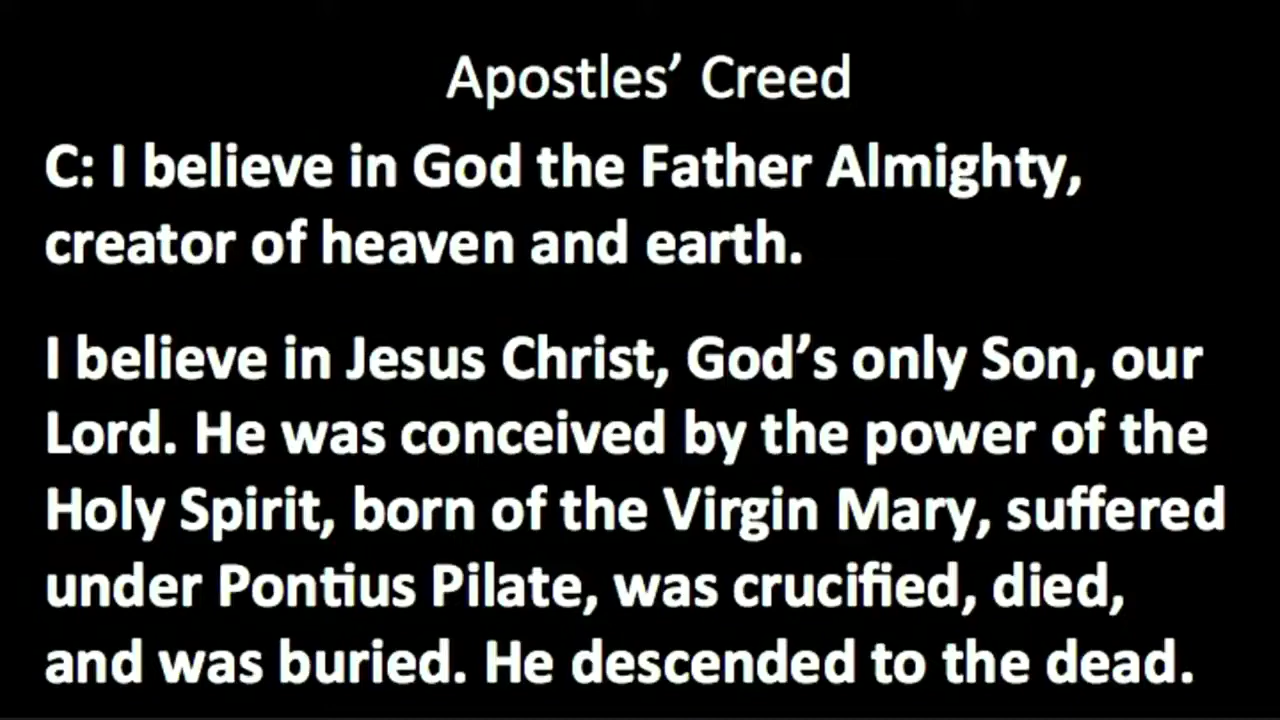 Apostles’ Creed
C: I believe in God the Father Almighty,
creator of heaven and earth.
I believe in Jesus Christ, God’s only Son, our
Lord. He was conceived by the power of the
Holy Spirit, born of the Virgin Mary, suffered
under Pontius Pilate, was crucified, died,
and was buried. He descended to the dead.